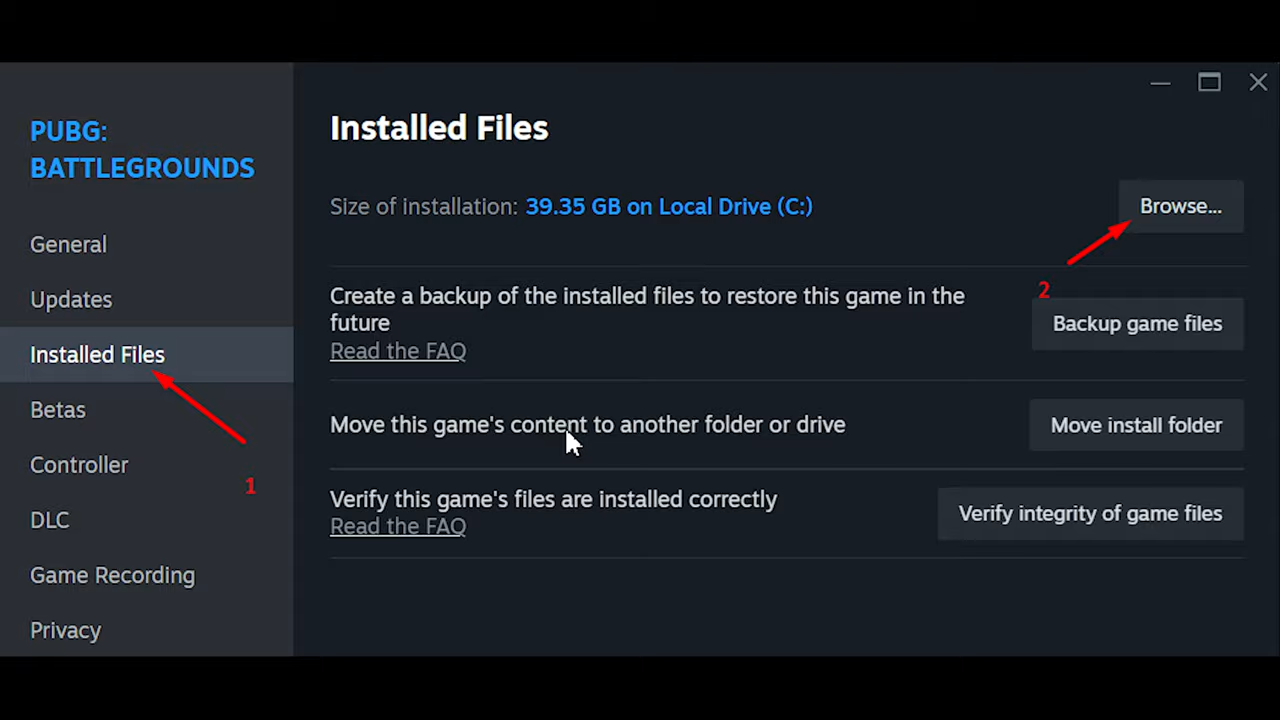 PUBG:
BATTLEGROUNDS
General
Updates
Installed Files
Betas
Controller
DLC
Game Recording
Privacy
1
Installed Files
Size of installation: 39.35 GB on Local Drive (C:)
Browse...
2
Create a backup of the installed files to restore this game in the
future
Read the FAQ
Backup game files
Move this game's content to another folder or drive
Move install folder
Verify this game's files are installed correctly
Read the FAQ
Verify integrity of game files